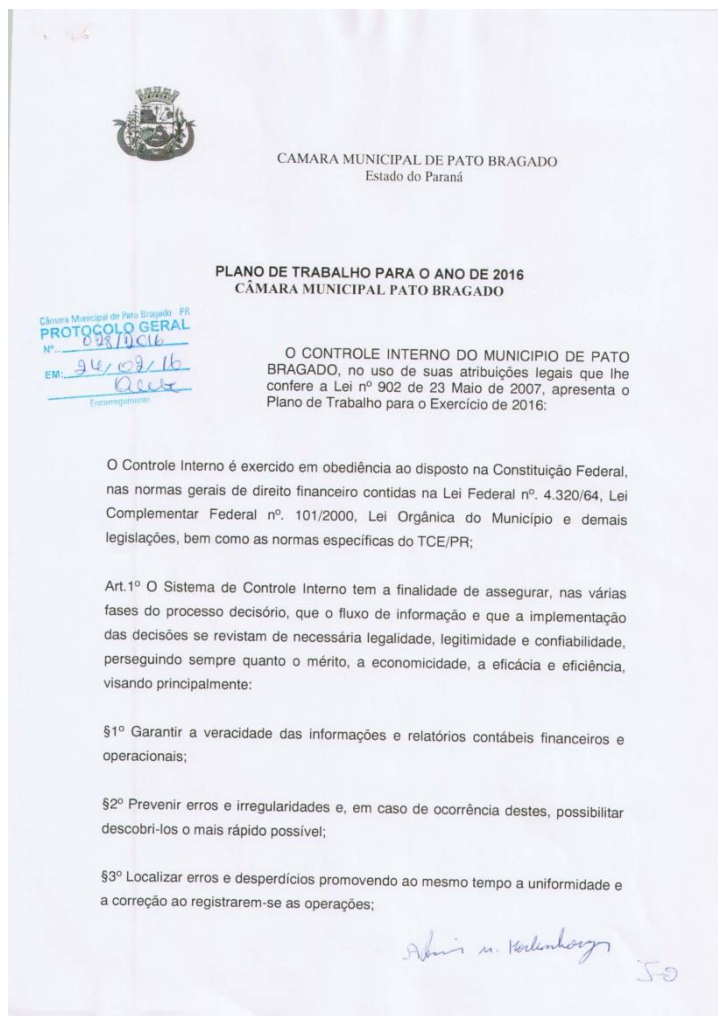 CAMARA MUNICIPAL DE PATO BRAGADO
Estado do Paraná
PLANO DE TRABALHO PARA O ANO DE 2016
CÂMARA MUNICIPAL PATO BRAGADO
Câmara Municipal de Pato Bragado PR
PROTOCOLO GERAL
Nº.. 028/2016
EM: 24/02/16
Encarregamento
O CONTROLE INTERNO DO MUNICIPIO DE PATO
BRAGADO, no uso de suas atribuições legais que lhe
confere a Lei nº 902 de 23 Maio de 2007, apresenta o
Plano de Trabalho para o Exercício de 2016:
O Controle Interno é exercido em obediência ao disposto na Constituição Federal,
nas normas gerais de direito financeiro contidas na Lei Federal nº. 4.320/64, Lei
Complementar Federal nº. 101/2000, Lei Orgânica do Município e demais
legislações, bem como as normas específicas do TCE/PR;
Art.1º O Sistema de Controle Interno tem a finalidade de assegurar, nas várias
fases do processo decisório, que o fluxo de informação e que a implementação
das decisões se revistam de necessária legalidade, legitimidade e confiabilidade,
perseguindo sempre quanto o mérito, a economicidade, a eficácia e eficiência,
visando principalmente:
§1º Garantir a veracidade das informações e relatórios contábeis financeiros e
operacionais;
§2º Prevenir erros e irregularidades e, em caso de ocorrência destes, possibilitar
descobri-los o mais rápido possível;
§3º Localizar erros e desperdícios promovendo ao mesmo tempo a uniformidade e
a correção ao registrarem-se as operações;